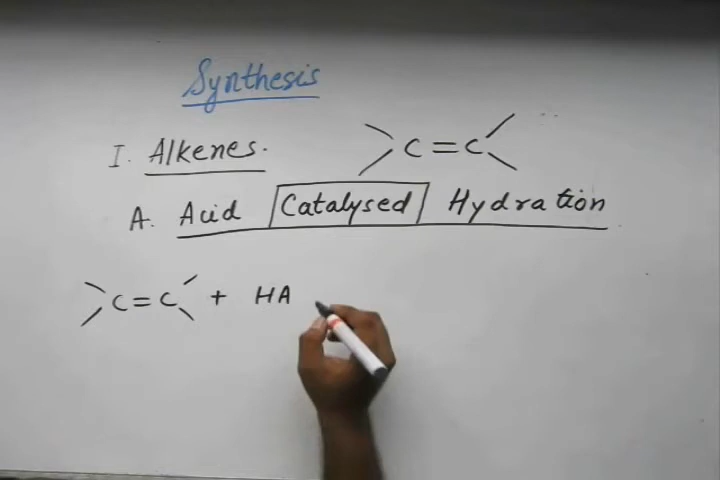 Synthesis
I. Alkenes. C=C
A. Acid Catalysed Hydration
C=C + HA